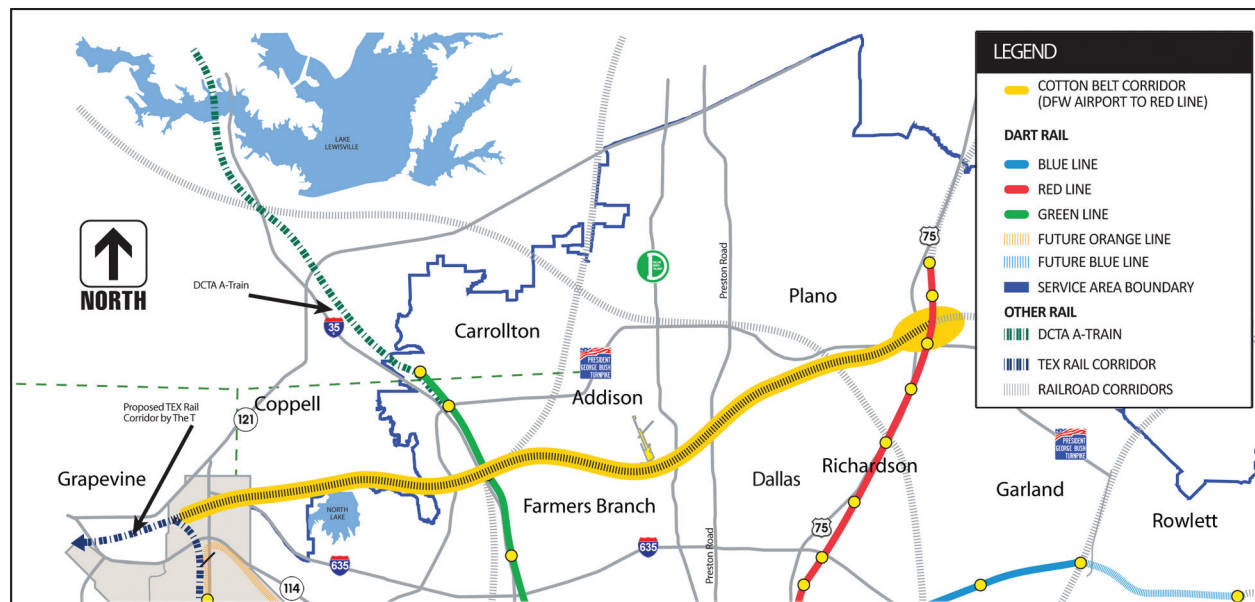 LAKE
LEWISVILLE
NORTH
DCTA A-Train
35
Carrollton
Preston Road
75
Plano
PRESIDENT
GEORGE BUSH
TURNPIKE
Addison
Coppell
121
Proposed TEX Rail
Corridor by The T
Grapevine
NORTH
LAKE
Farmers Branch
Dallas
Richardson
75
Garland
PRESIDENT
GEORGE BUSH
TURNPIKE
Rowlett
635
635
Preston Road
114
LEGEND
COTTON BELT CORRIDOR
(DFW AIRPORT TO RED LINE)
DART RAIL
BLUE LINE
RED LINE
GREEN LINE
FUTURE ORANGE LINE
FUTURE BLUE LINE
SERVICE AREA BOUNDARY
OTHER RAIL
DCTA A-TRAIN
TEX RAIL CORRIDOR
RAILROAD CORRIDORS